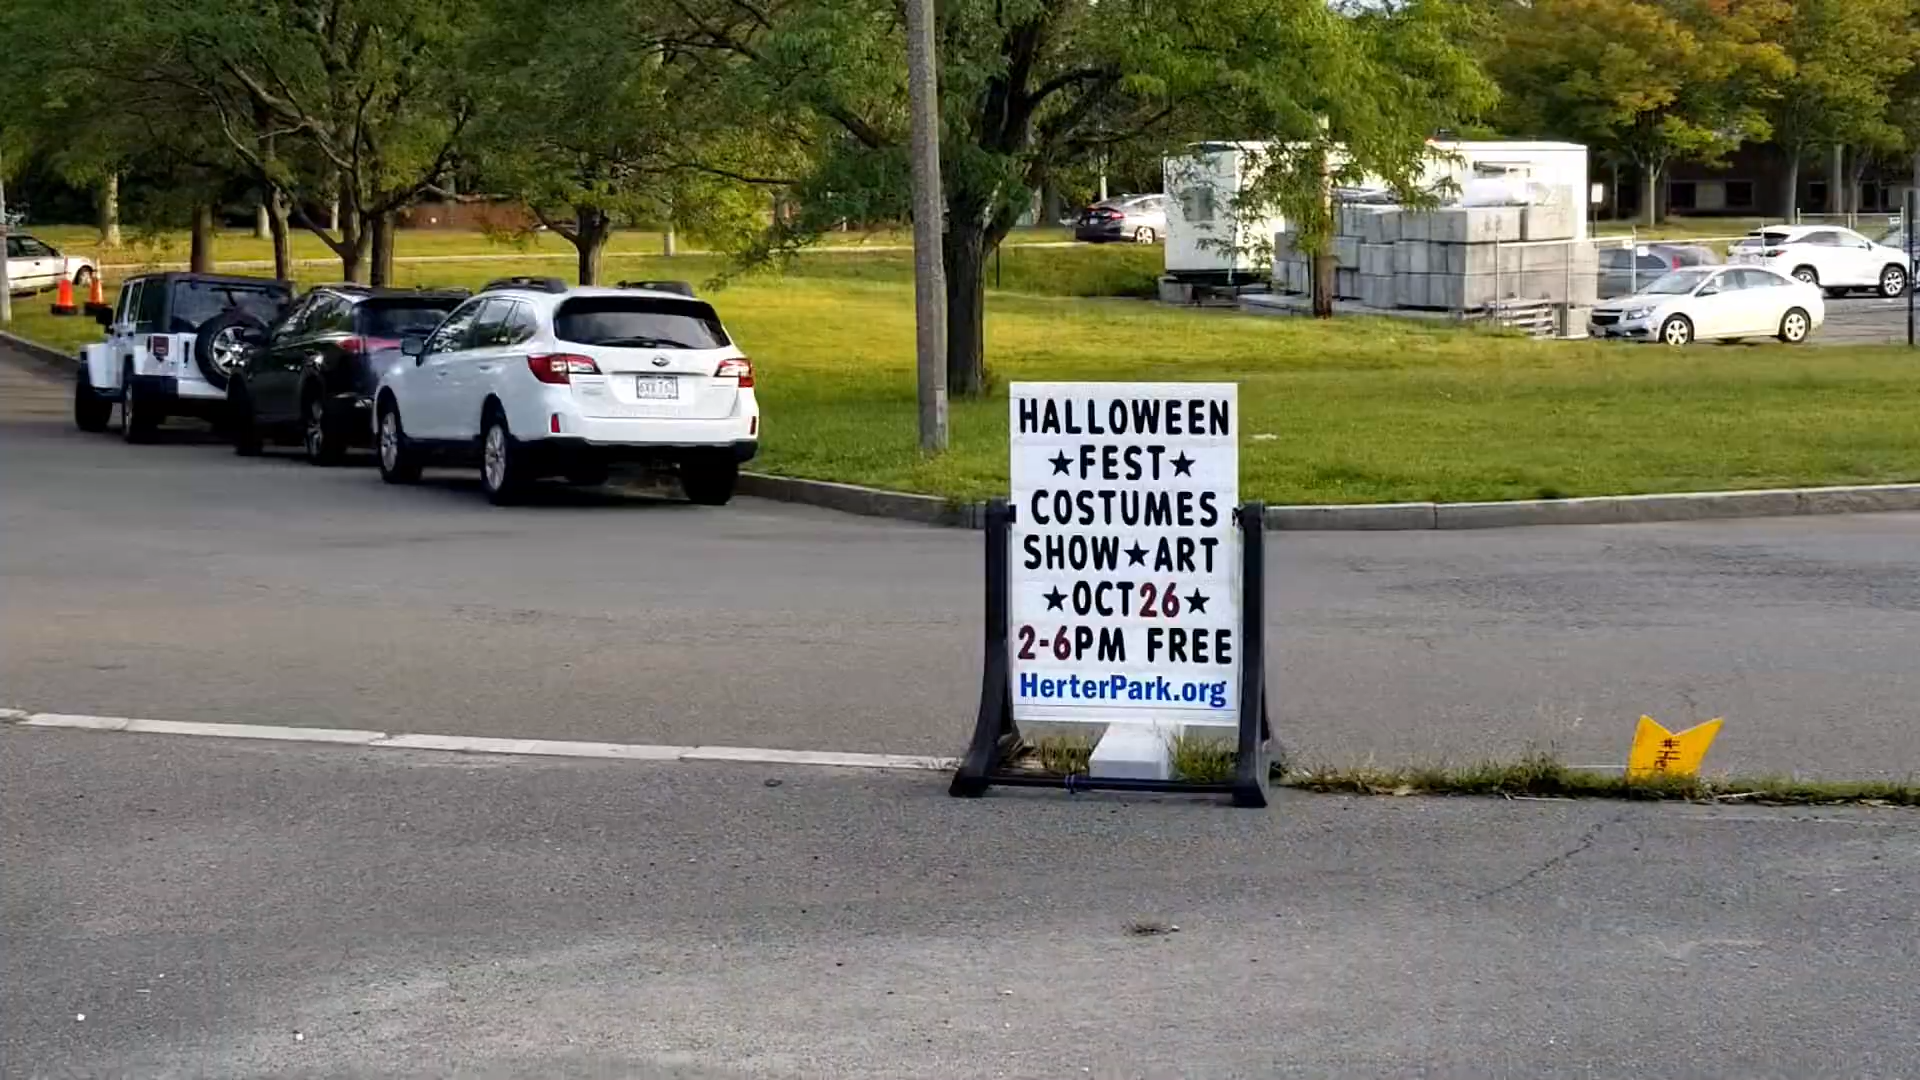 HALLOWEEN
★FEST★
COSTUMES
SHOW★ART
★OCT26★
2-6PM FREE
HerterPark.org